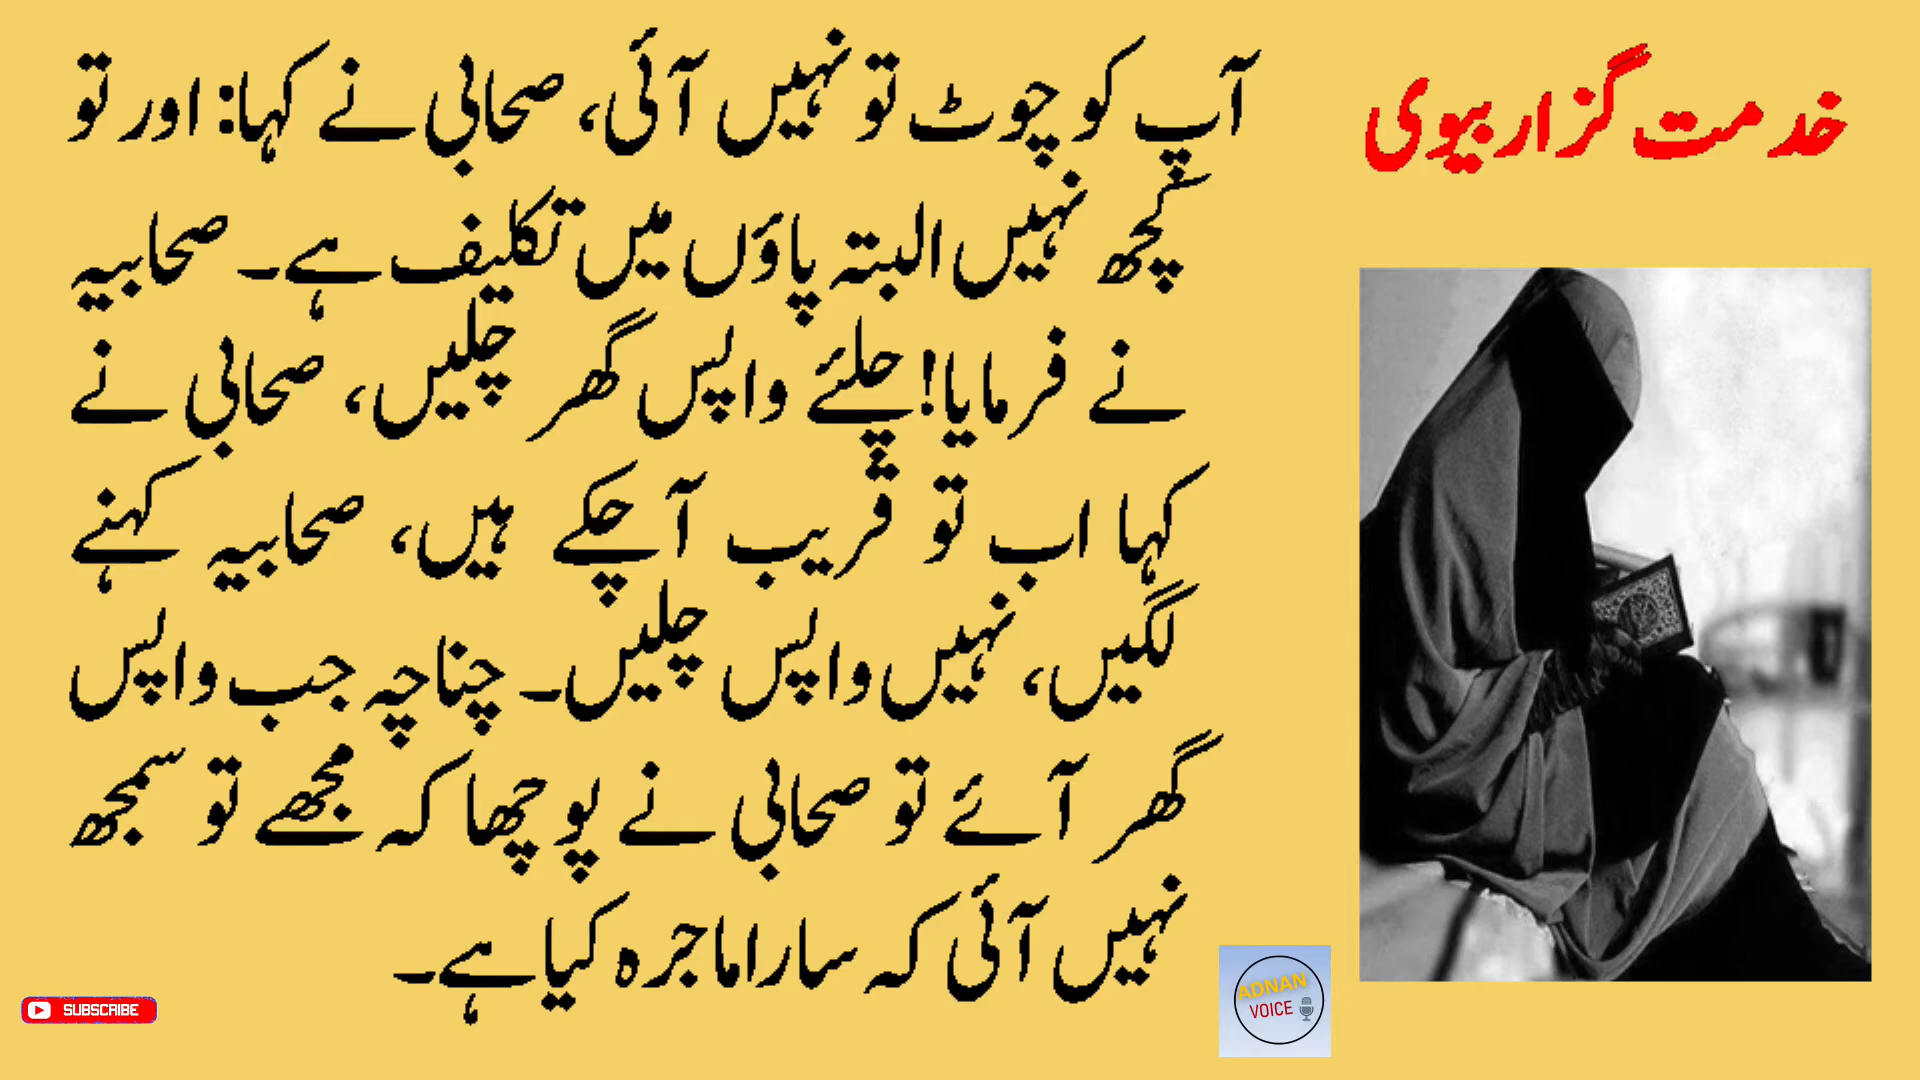 خدمت گزار بیوی
آپ کو چوٹ تو نہیں آئی، صحابی نے کہا: اور تو
کچھ نہیں البتہ پاؤں میں تکلیف ہے۔ صحابیہ
نے فرمایا! چلئے واپس گھر چلیں، صحابی نے
کہا اب تو قریب آچکے ہیں، صحابیہ کہنے
لگیں، نہیں واپس چلیں۔ چناچہ جب واپس
گھر آئے تو صحابی نے پوچھا کہ مجھے تو سمجھ
نہیں آئی کہ سارا ماجرہ کیا ہے۔
SUBSCRIBE
ADNAN
VOICE